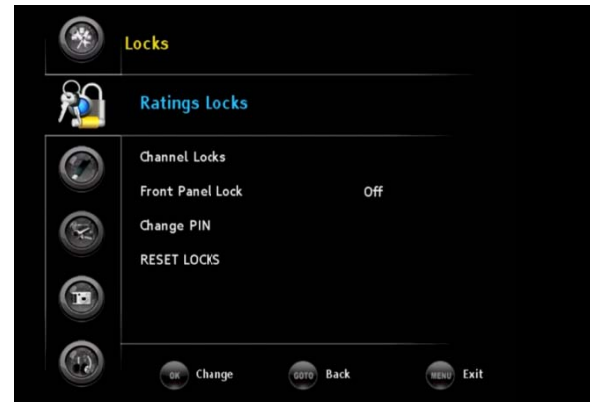 Locks
Ratings Locks
Channel Locks
Front Panel Lock Off
Change PIN
RESET LOCKS
OK Change GOTO Back MENU Exit